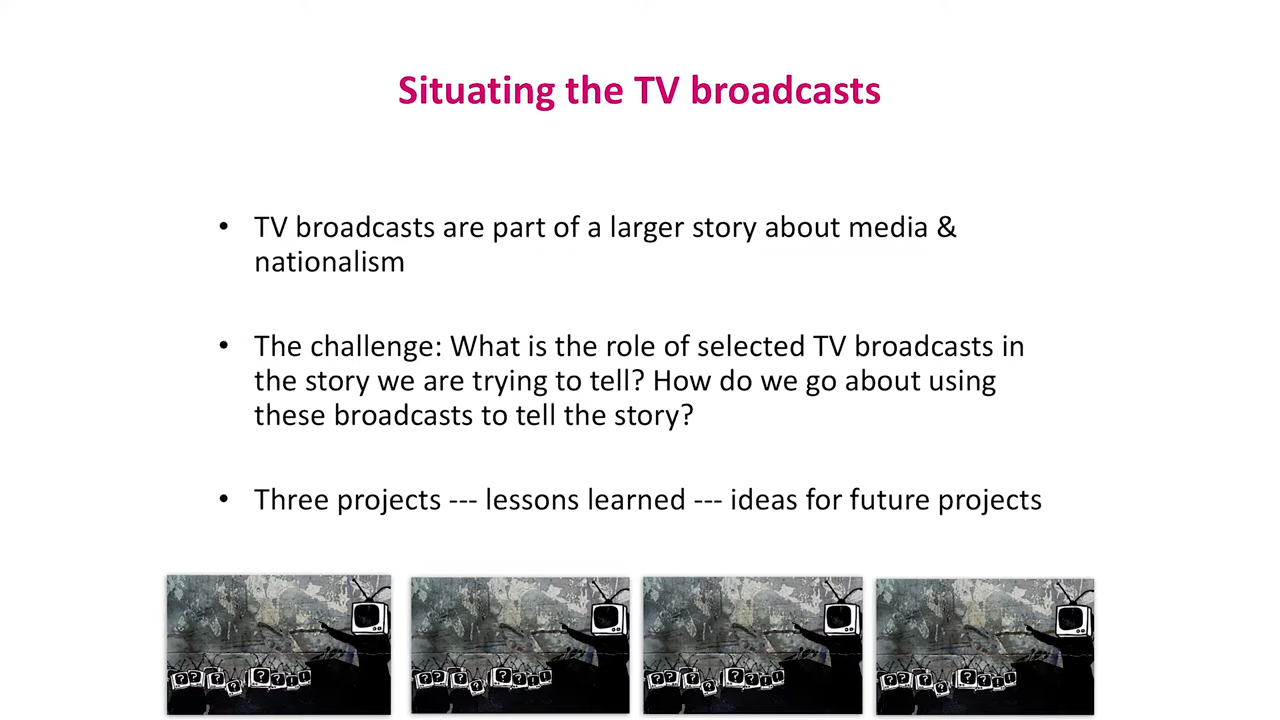 Situating the TV broadcasts
• TV broadcasts are part of a larger story about media &
nationalism
• The challenge: What is the role of selected TV broadcasts in
the story we are trying to tell? How do we go about using
these broadcasts to tell the story?
• Three projects --- lessons learned --- ideas for future projects